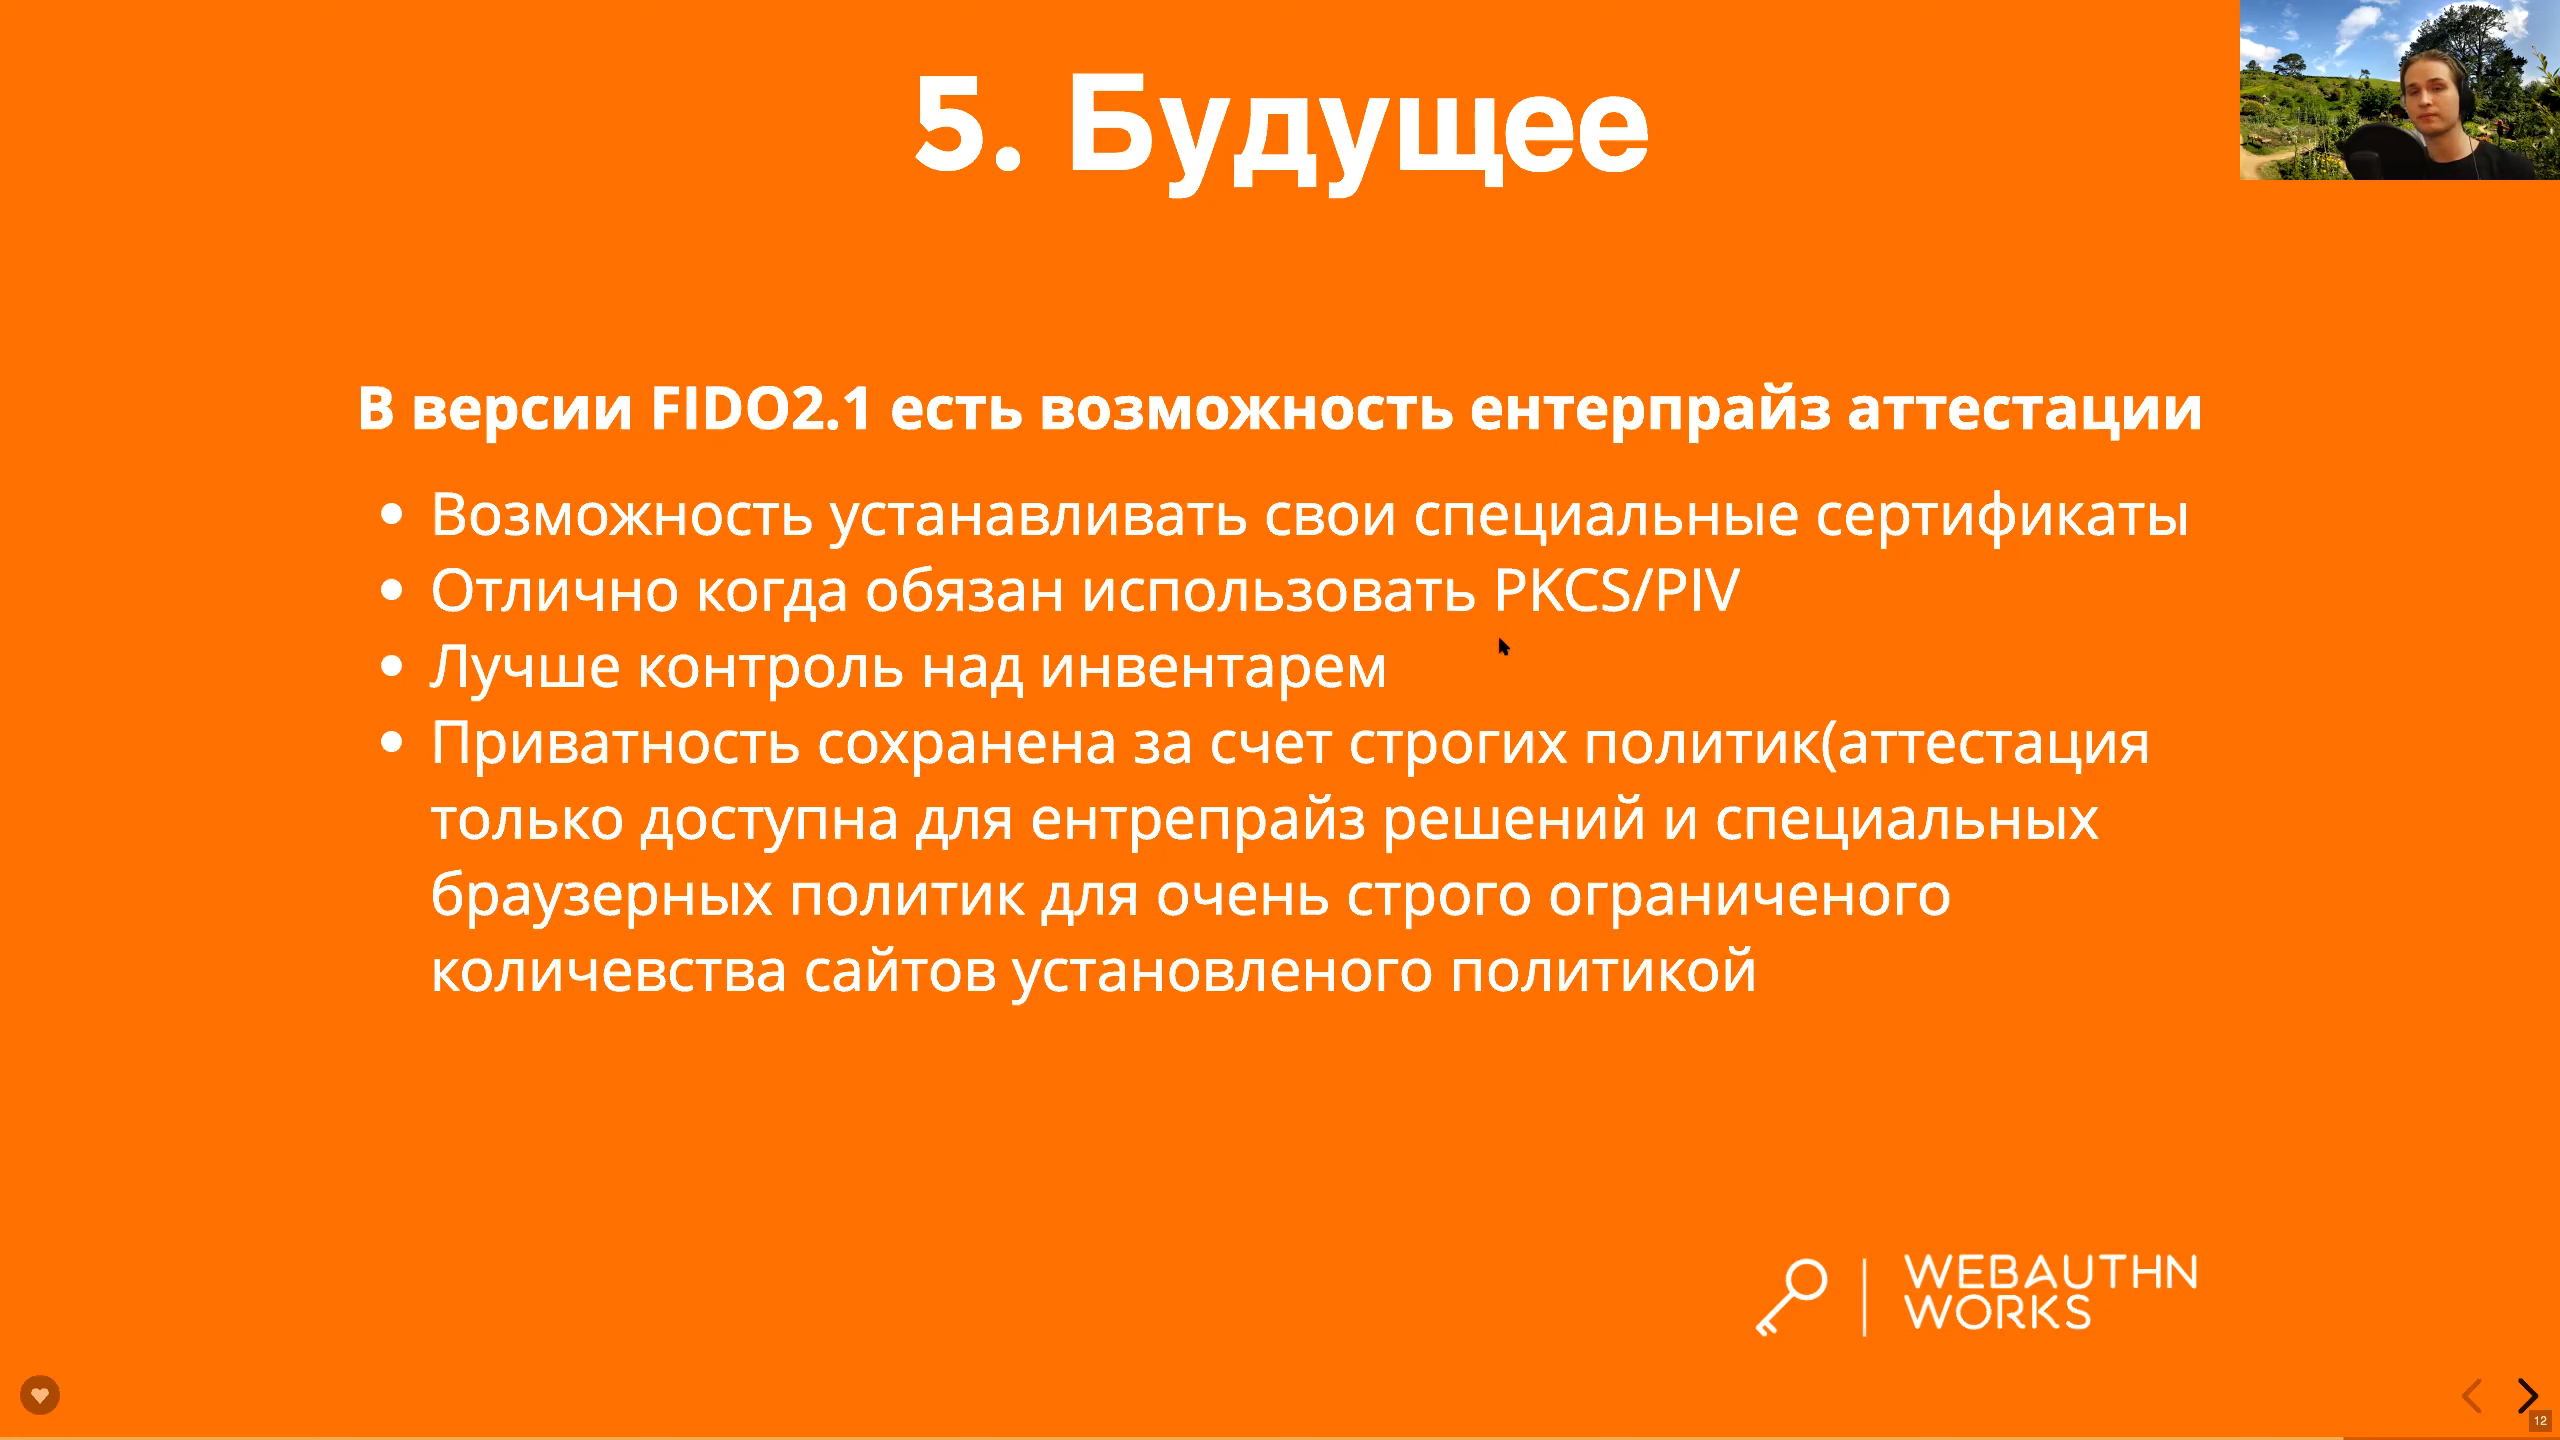 5. Будущее
В версии FIDO2.1 есть возможность ентерпрайз аттестации
Возможность устанавливать свои специальные сертификаты
Отлично когда обязан использовать PKCS/PIV
Лучше контроль над инвентарем
Приватность сохранена за счет строгих политик(аттестация
только доступна для ентрепрайз решений и специальных
браузерных политик для очень строго ограниченого
количевства сайтов установленого политикой
WEBAUTHN
WORKS
12